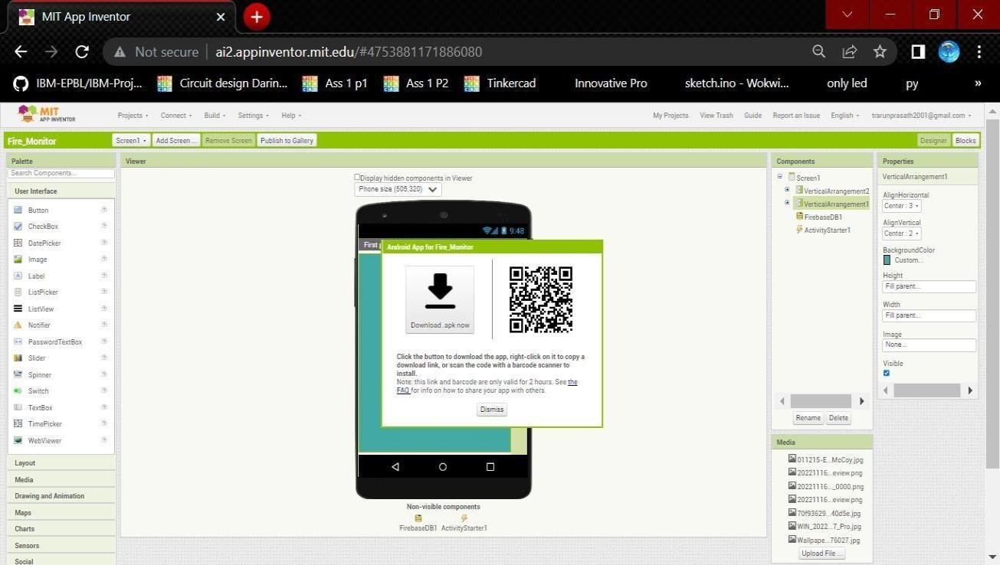 MIT App Inventor
Not secure
ai2.appinventor.mit.edu/#4753881171886080
IBM-EPBL/IBM-Proj...
Circuit design Darin...
Ass 1 p1
Ass 1 P2
Tinkercad
Innovative Pro
sketch.ino - Wokwi...
only led
py
»
MIT
APP INVENTOR
Projects
Connect
Build
Settings
Help
My Projects
View Trash
Guide
Report an Issue
English
trarunprasath2001@gmail.com
Fire_Monitor
Screen1
Add Screen ...
Remove Screen
Publish to Gallery
Designer
Blocks
Palette
Search Components...
User Interface
Button
CheckBox
DatePicker
Image
Label
ListPicker
ListView
Notifier
PasswordTextBox
Slider
Spinner
Switch
TextBox
TimePicker
WebViewer
Layout
Media
Drawing and Animation
Maps
Charts
Sensors
Social
Viewer
Display hidden components in Viewer
Phone size (505,320)
9:48
First
Android App for Fire_Monitor
Download .apk now
Click the button to download the app, right-click on it to copy a
download link, or scan the code with a barcode scanner to
install.
Note: this link and barcode are only valid for 2 hours. See the
FAQ for info on how to share your app with others.
Dismiss
Non-visible components
FirebaseDB1
ActivityStarter1
Components
Screen1
VerticalArrangement2
VerticalArrangement1
FirebaseDB1
ActivityStarter1
Rename
Delete
Media
011215-E...McCoy.jpg
20221116...eview.png
20221116..._0000.png
20221116...eview.png
70f93629...40d5e.jpg
WIN_2022...7_Pro.jpg
Wallpape...76027.jpg
Upload File ...
Properties
VerticalArrangement1
AlignHorizontal
Center : 3
AlignVertical
Center : 2
BackgroundColor
Custom...
Height
Fill parent...
Width
Fill parent...
Image
None...
Visible